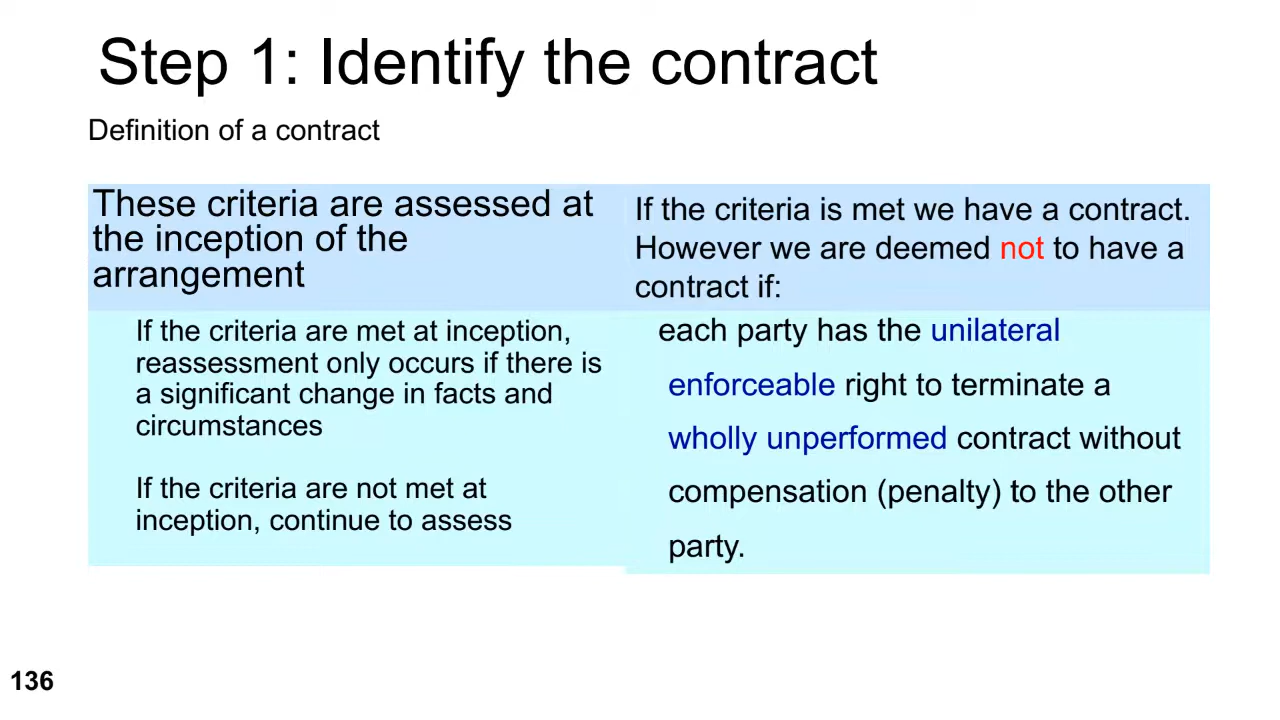 Step 1: Identify the contract
Definition of a contract
These criteria are assessed at
the inception of the
arrangement
If the criteria are met at inception,
reassessment only occurs if there is
a significant change in facts and
circumstances
If the criteria are not met at
inception, continue to assess
If the criteria is met we have a contract.
However we are deemed not to have a
contract if:
each party has the unilateral
enforceable right to terminate a
wholly unperformed contract without
compensation (penalty) to the other
party.
136